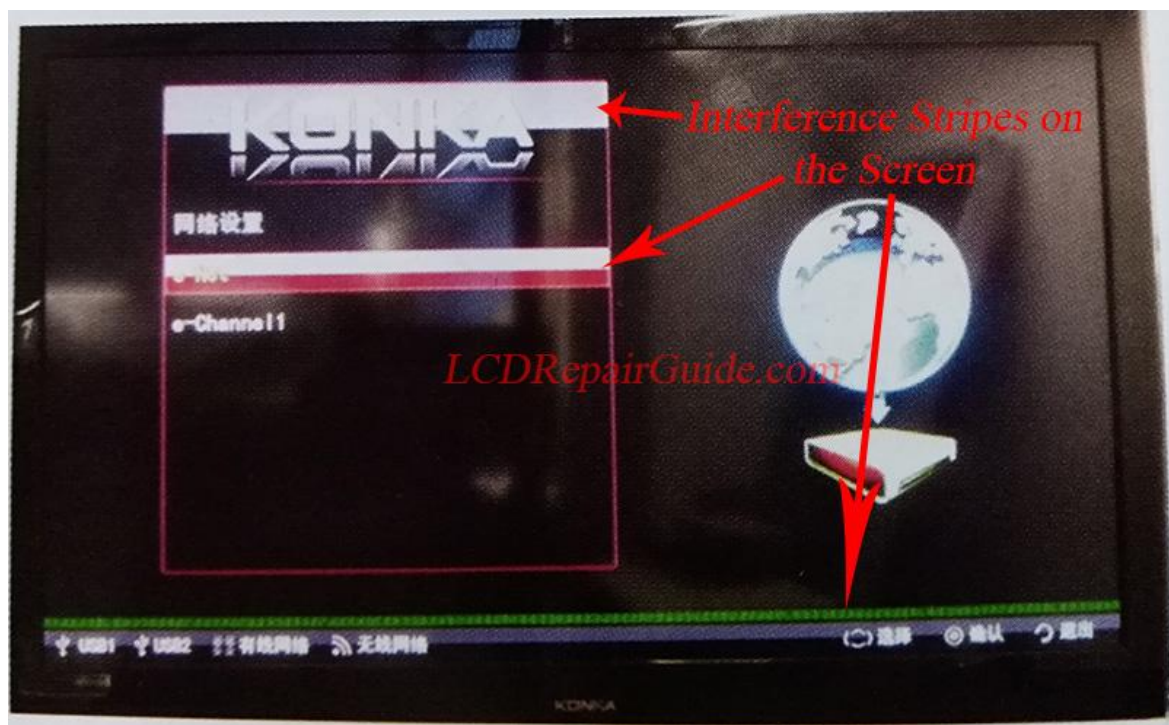 KONKA
Interference Stripes on
the Screen
网络设置
e-Net
e-Channel1
LCDRepairGuide.com
USB1 USB2 有线网络 无线网络 选择 确认 退出
KONKA